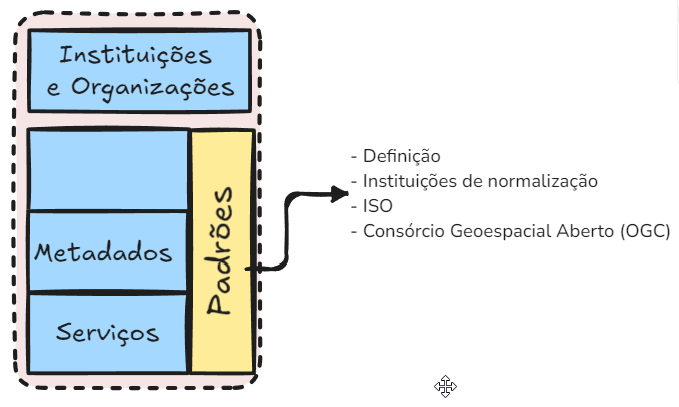 Instituições
e Organizações
Metadados
Serviços
Padrões
- Definição
- Instituições de normalização
- ISO
- Consórcio Geoespacial Aberto (OGC)